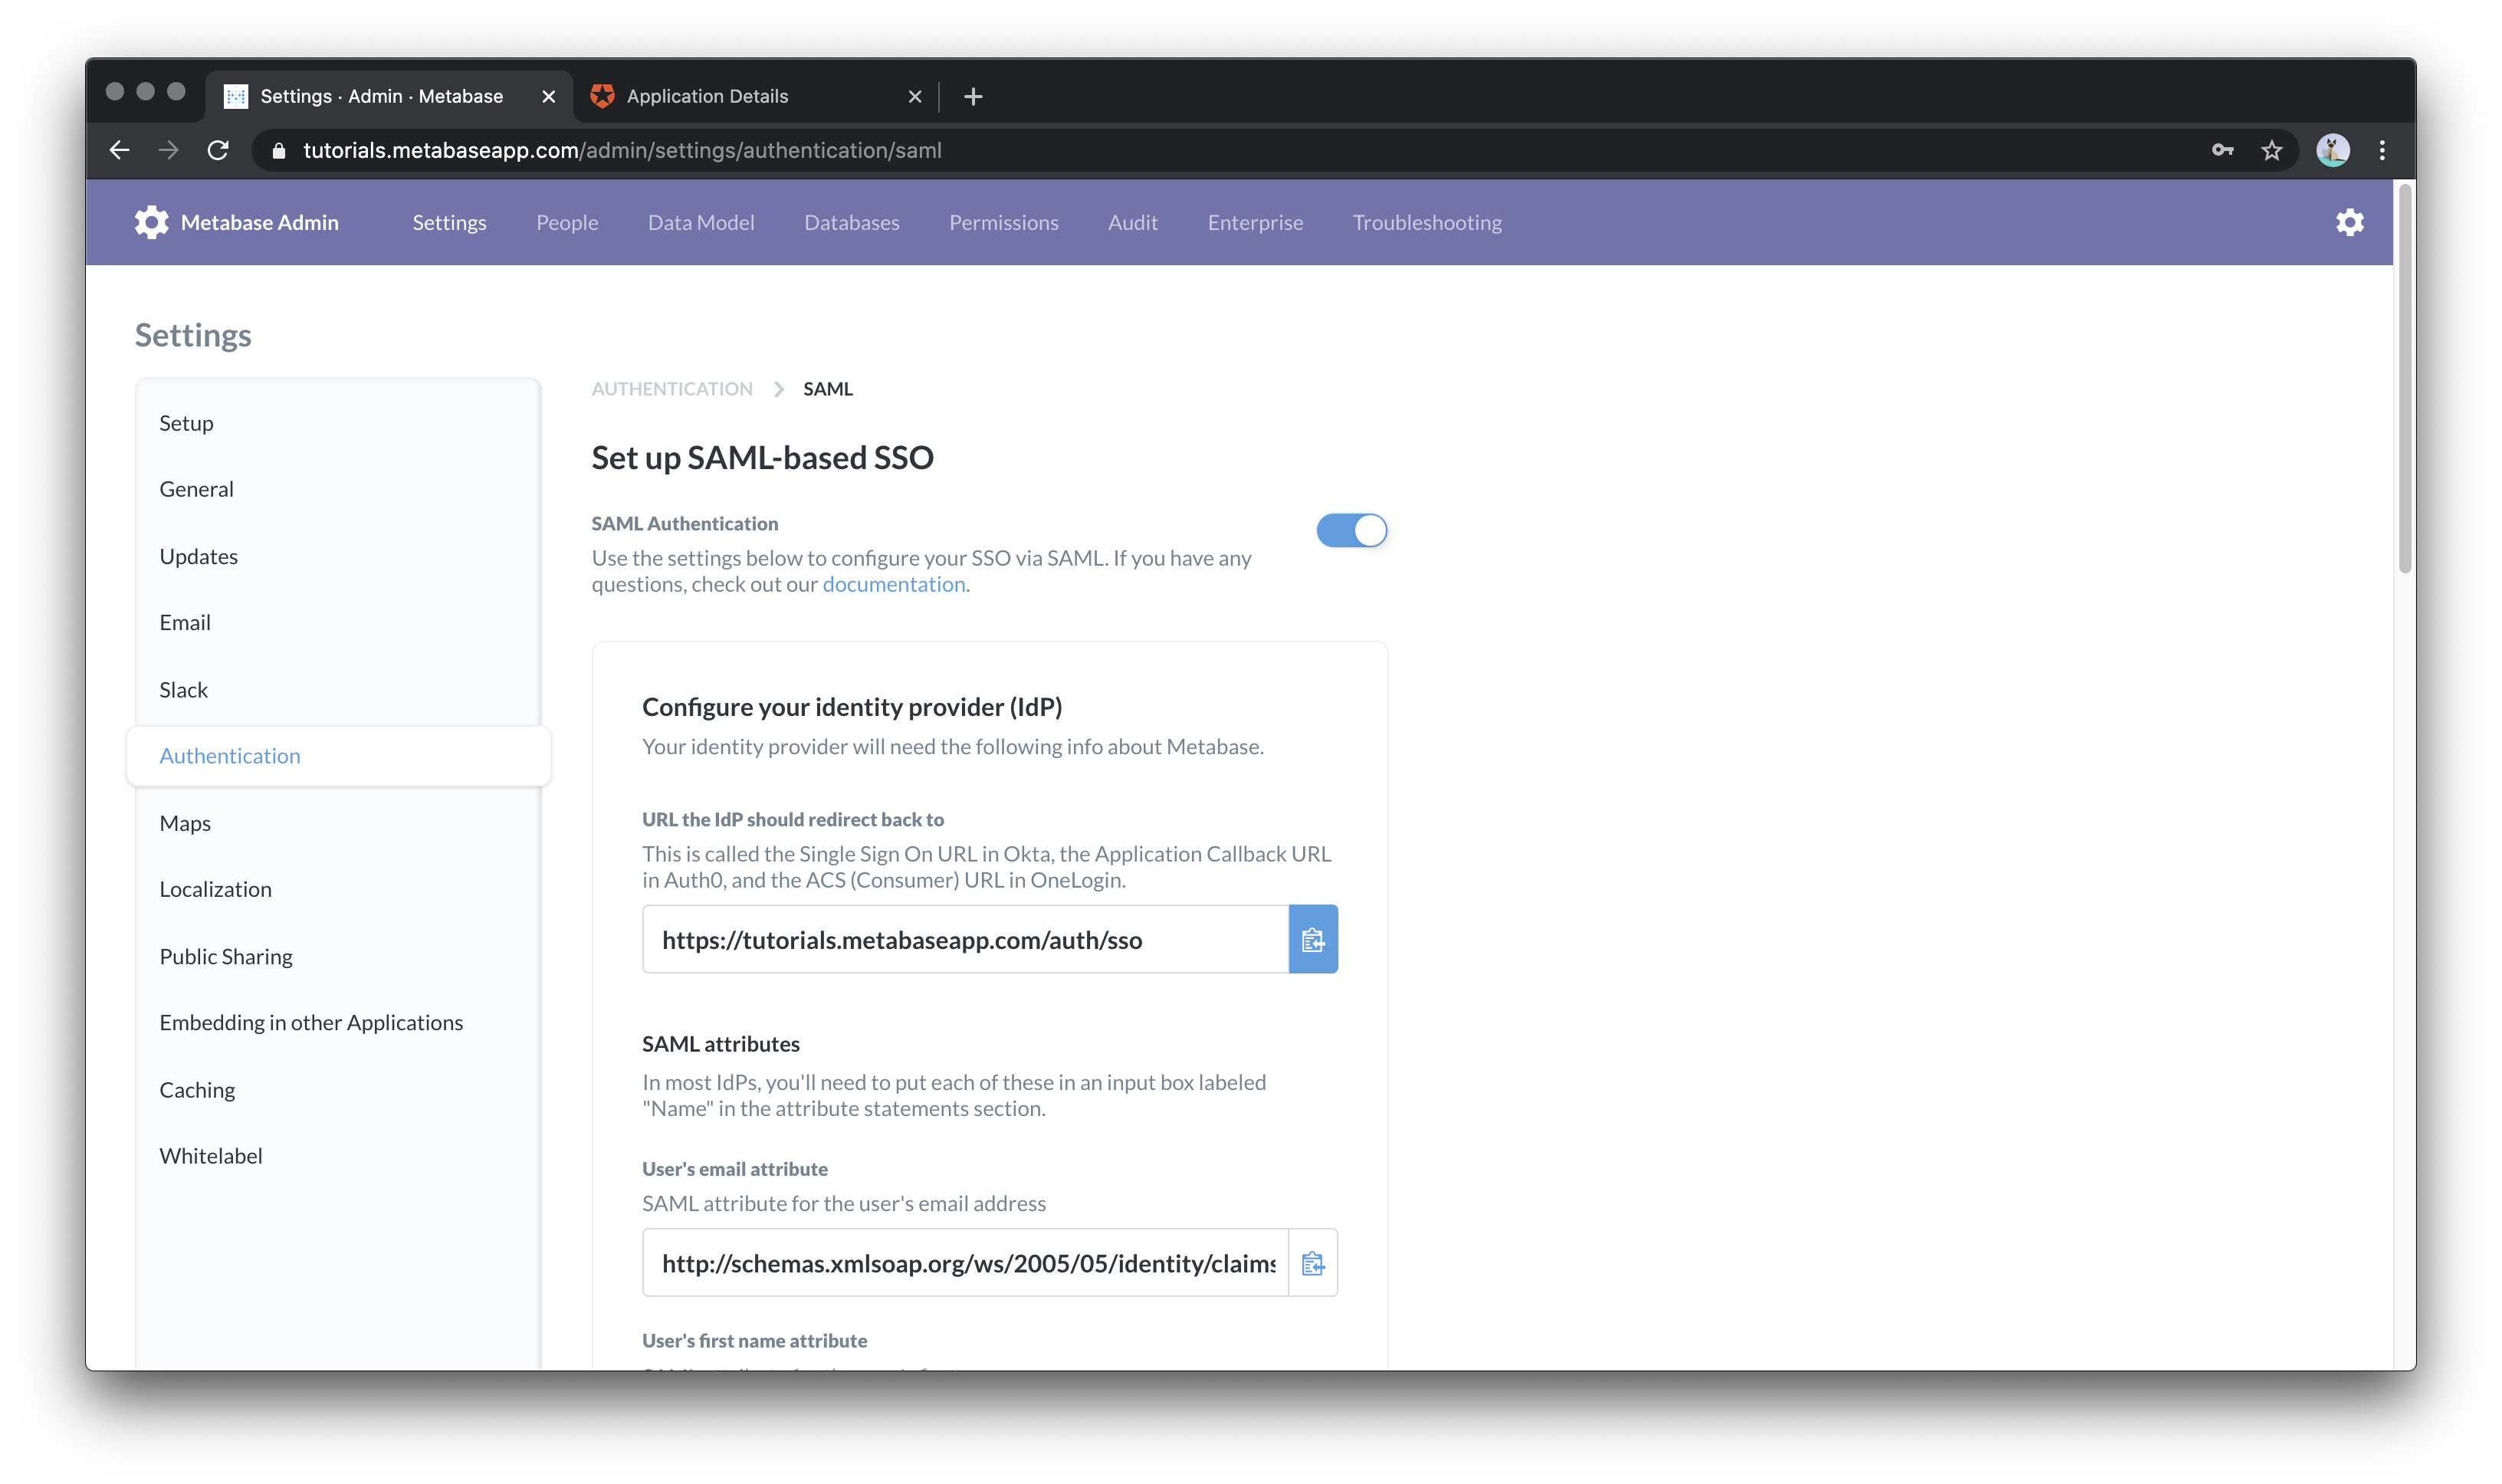 Settings · Admin · Metabase
Application Details
tutorials.metabaseapp.com/admin/settings/authentication/saml
Metabase Admin
Settings
People
Data Model
Databases
Permissions
Audit
Enterprise
Troubleshooting
Settings
Setup
General
Updates
Email
Slack
Authentication
Maps
Localization
Public Sharing
Embedding in other Applications
Caching
Whitelabel
AUTHENTICATION > SAML
Set up SAML-based SSO
SAML Authentication
Use the settings below to configure your SSO via SAML. If you have any
questions, check out our documentation.
Configure your identity provider (IdP)
Your identity provider will need the following info about Metabase.
URL the IdP should redirect back to
This is called the Single Sign On URL in Okta, the Application Callback URL
in Auth0, and the ACS (Consumer) URL in OneLogin.
https://tutorials.metabaseapp.com/auth/sso
SAML attributes
In most IdPs, you'll need to put each of these in an input box labeled
"Name" in the attribute statements section.
User's email attribute
SAML attribute for the user's email address
http://schemas.xmlsoap.org/ws/2005/05/identity/claims
User's first name attribute